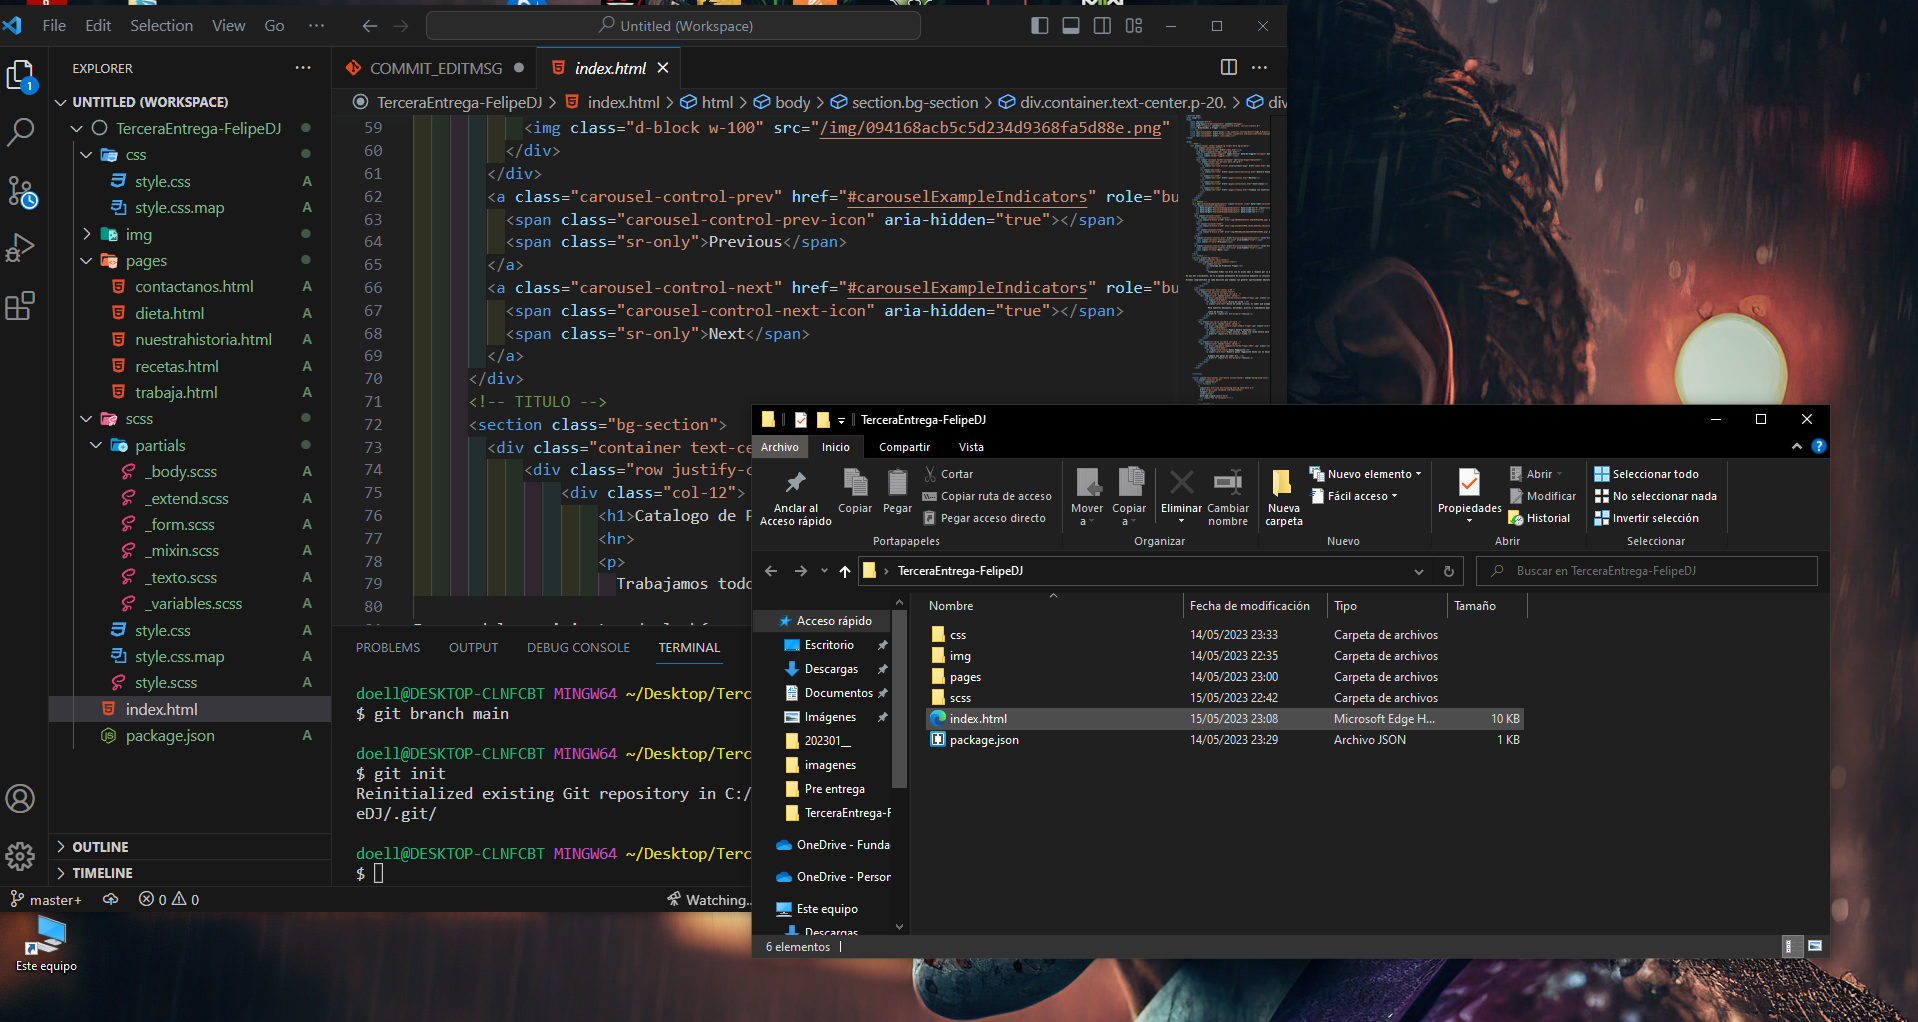 File Edit Selection View Go ··· Untitled (Workspace)
EXPLORER ···
UNTITLED (WORKSPACE)
TerceraEntrega-FelipeDJ
css
style.css A
style.css.map A
img
pages
contactanos.html A
dieta.html A
nuestrahistoria.html A
recetas.html A
trabaja.html A
scss
partials
_body.scss A
_extend.scss A
_form.scss A
_mixin.scss A
_texto.scss A
_variables.scss A
style.css A
style.css.map A
style.scss A
index.html
package.json A
OUTLINE
TIMELINE
master+ 0 0 Watching..
1
COMMIT_EDITMSG index.html
TerceraEntrega-FelipeDJ > index.html > html > body > section.bg-section > div.container.text-center.p-20. > div
59 <img class="d-block w-100" src="/img/094168acb5c5d234d9368fa5d88e.png"
60 </div>
61 </div>
62 <a class="carousel-control-prev" href="#carouselExampleIndicators" role="bu
63 <span class="carousel-control-prev-icon" aria-hidden="true"></span>
64 <span class="sr-only">Previous</span>
65 </a>
66 <a class="carousel-control-next" href="#carouselExampleIndicators" role="bu
67 <span class="carousel-control-next-icon" aria-hidden="true"></span>
68 <span class="sr-only">Next</span>
69 </a>
70 </div>
71 <!-- TITULO -->
72 <section class="bg-section">
73 <div class="container text-ce
74 <div class="row justify-c
75 <div class="col-12">
76 <h1>Catalogo de P
77 <hr>
78 <p>
79 Trabajamos todo
80
PROBLEMS OUTPUT DEBUG CONSOLE TERMINAL
doell@DESKTOP-CLNFCBT MINGW64 ~/Desktop/Terc
$ git branch main
doell@DESKTOP-CLNFCBT MINGW64 ~/Desktop/Terc
$ git init
Reinitialized existing Git repository in C:/
eDJ/.git/
doell@DESKTOP-CLNFCBT MINGW64 ~/Desktop/Terc
$
TerceraEntrega-FelipeDJ
Archivo Inicio Compartir Vista
Anclar al Acceso rápido
Copiar
Pegar
Cortar
Copiar ruta de acceso
Pegar acceso directo
Portapapeles
Mover a
Copiar a
Eliminar
Cambiar nombre
Organizar
Nueva carpeta
Nuevo elemento
Fácil acceso
Nuevo
Propiedades
Abrir
Modificar
Historial
Abrir
Seleccionar todo
No seleccionar nada
Invertir selección
Seleccionar
TerceraEntrega-FelipeDJ
Buscar en TerceraEntrega-FelipeDJ
Acceso rápido
Escritorio
Descargas
Documentos
Imágenes
202301__
imagenes
Pre entrega
TerceraEntrega-F
OneDrive - Funda
OneDrive - Person
Este equipo
Descargas
Nombre Fecha de modificación Tipo Tamaño
css 14/05/2023 23:33 Carpeta de archivos
img 14/05/2023 22:35 Carpeta de archivos
pages 14/05/2023 23:00 Carpeta de archivos
scss 15/05/2023 22:42 Carpeta de archivos
index.html 15/05/2023 23:08 Microsoft Edge H... 10 KB
package.json 14/05/2023 23:29 Archivo JSON 1 KB
6 elementos
Este equipo